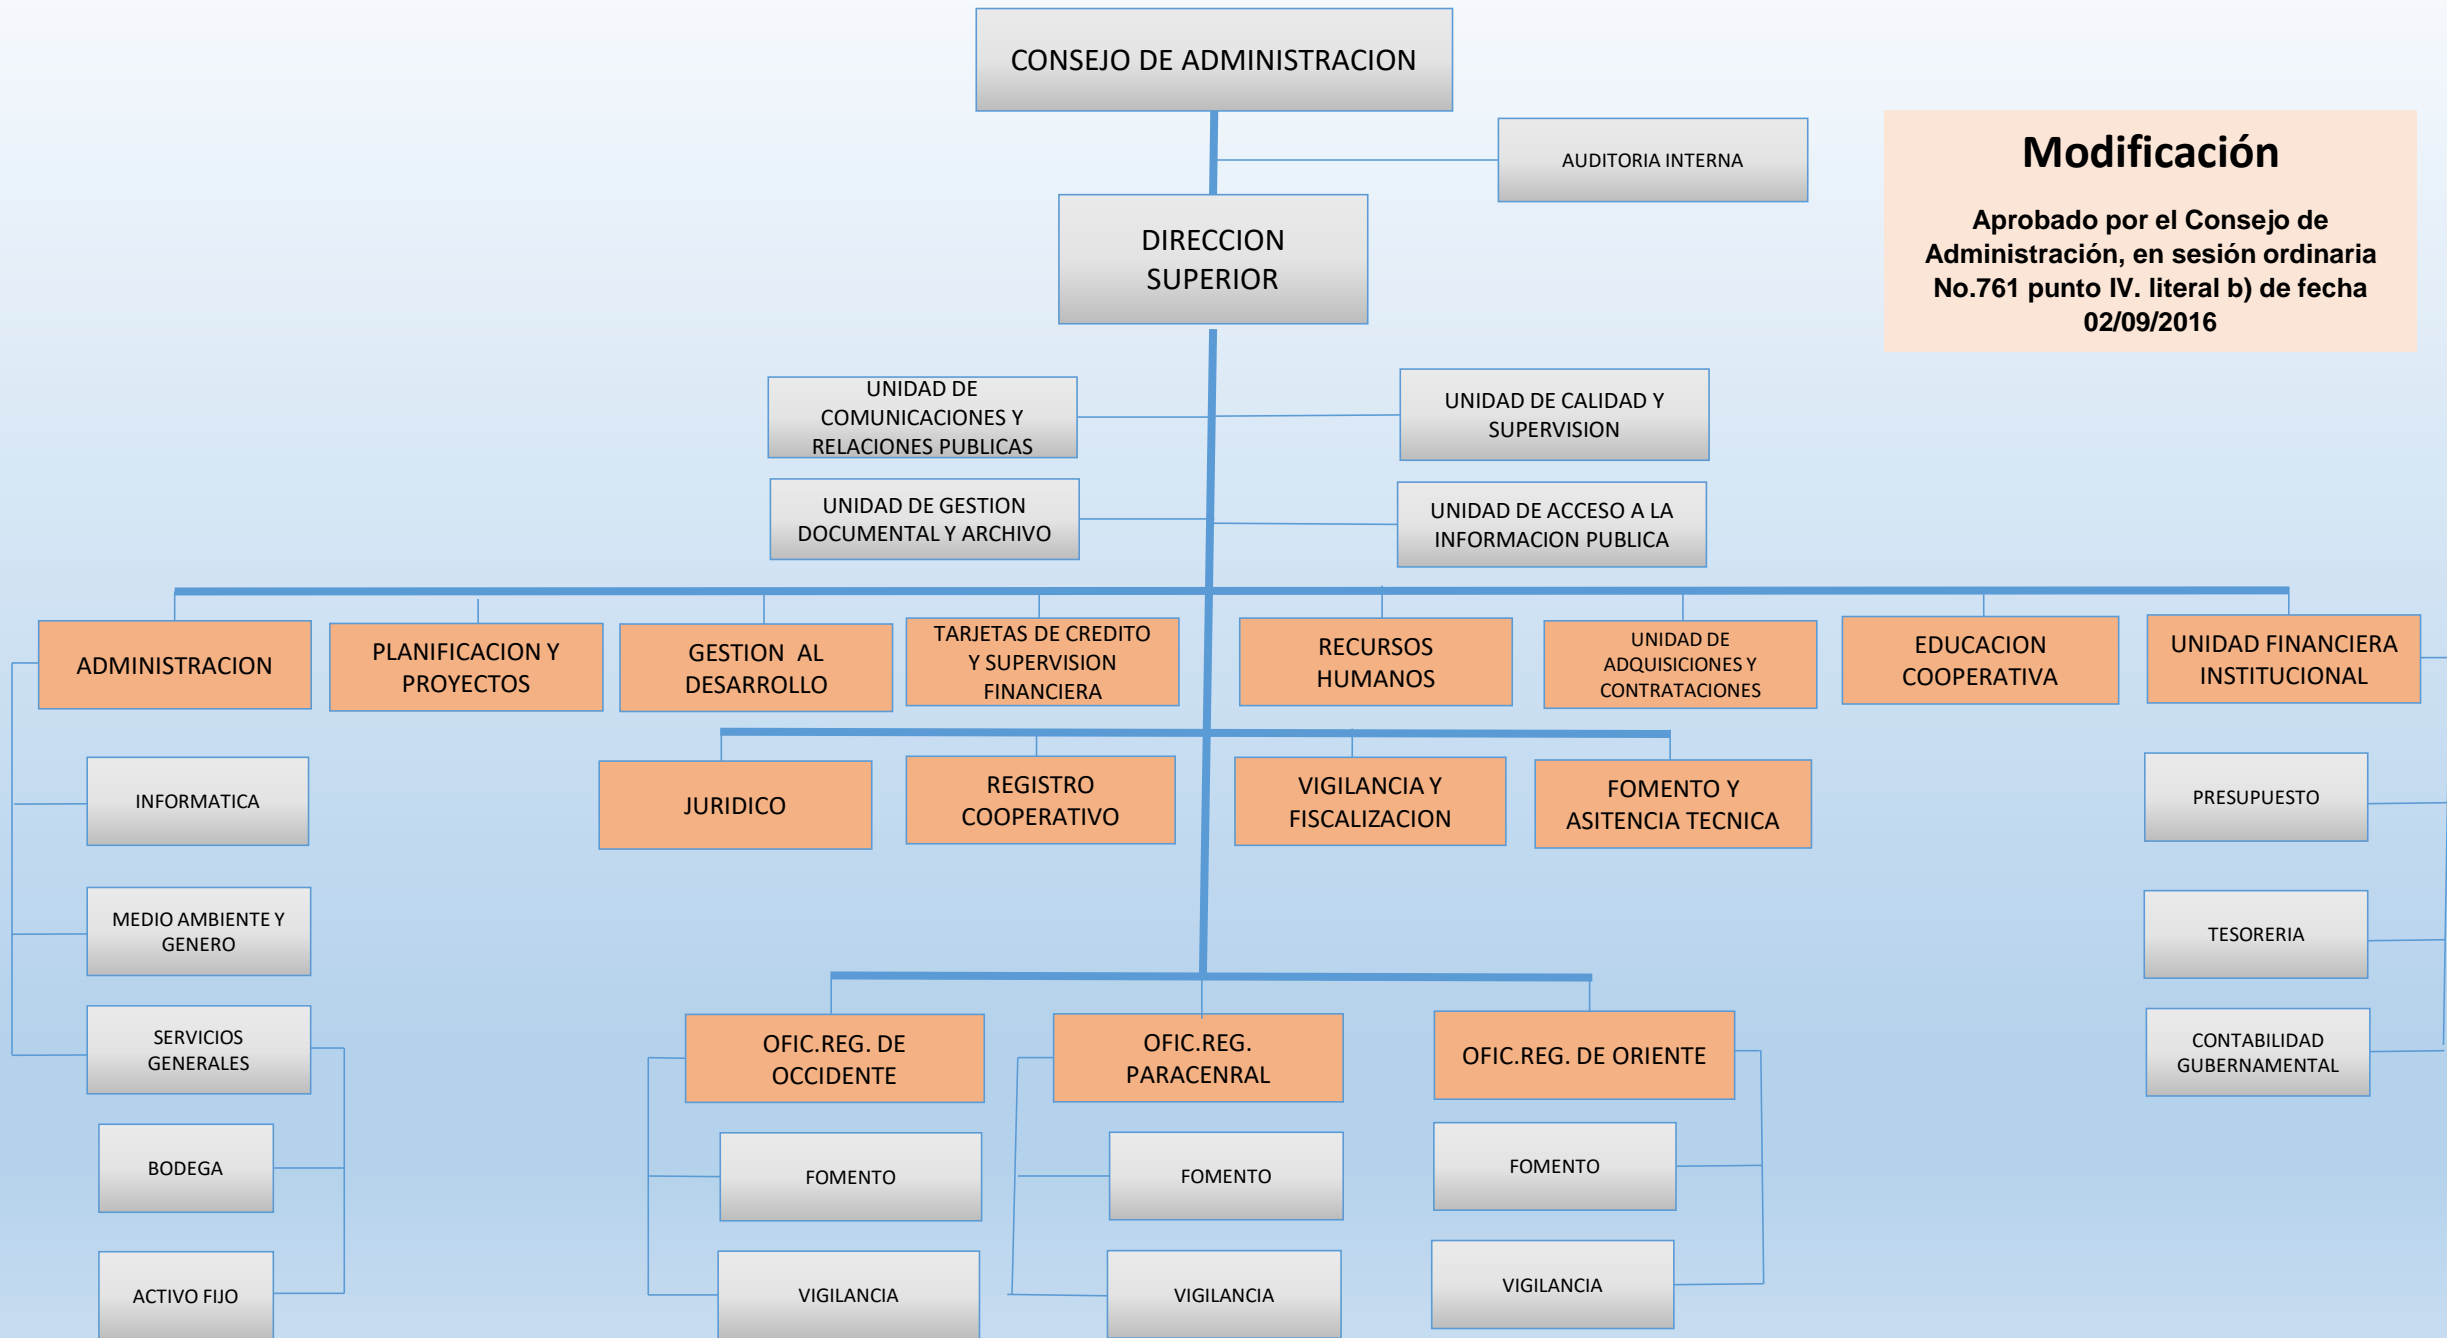 CONSEJO DE ADMINISTRACION
AUDITORIA INTERNA
Modificación
Aprobado por el Consejo de
Administración, en sesión ordinaria
No.761 punto IV. literal b) de fecha
02/09/2016
DIRECCION
SUPERIOR
UNIDAD DE
COMUNICACIONES Y
RELACIONES PUBLICAS
UNIDAD DE CALIDAD Y
SUPERVISION
UNIDAD DE GESTION
DOCUMENTAL Y ARCHIVO
UNIDAD DE ACCESO A LA
INFORMACION PUBLICA
ADMINISTRACION
PLANIFICACION Y
PROYECTOS
GESTION  AL
DESARROLLO
TARJETAS DE CREDITO
Y SUPERVISION
FINANCIERA
RECURSOS
HUMANOS
UNIDAD DE
ADQUISICIONES Y
CONTRATACIONES
EDUCACION
COOPERATIVA
UNIDAD FINANCIERA
INSTITUCIONAL
INFORMATICA
JURIDICO
REGISTRO
COOPERATIVO
VIGILANCIA Y
FISCALIZACION
FOMENTO Y
ASITENCIA TECNICA
PRESUPUESTO
MEDIO AMBIENTE Y
GENERO
TESORERIA
SERVICIOS
GENERALES
OFIC.REG. DE
OCCIDENTE
OFIC.REG.
PARACENRAL
OFIC.REG. DE ORIENTE
CONTABILIDAD
GUBERNAMENTAL
BODEGA
FOMENTO
FOMENTO
FOMENTO
ACTIVO FIJO
VIGILANCIA
VIGILANCIA
VIGILANCIA